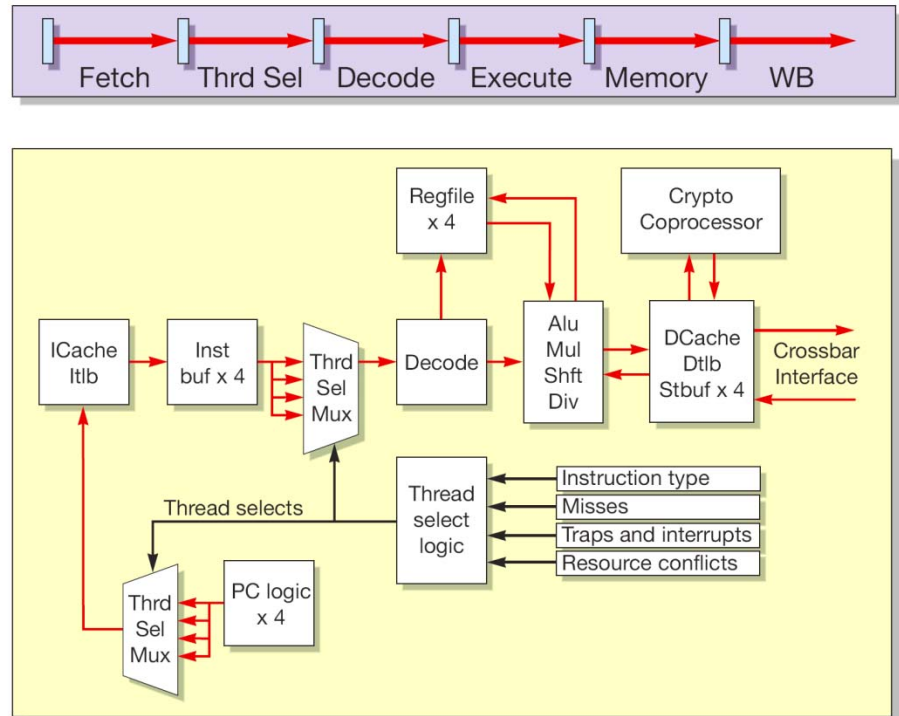 Fetch
Thrd Sel
Decode
Execute
Memory
WB
Regfile
x 4
Crypto
Coprocessor
ICache
Itlb
Inst
buf x 4
Thrd
Sel
Mux
Decode
Alu
Mul
Shft
Div
DCache
Dtlb
Stbuf x 4
Crossbar
Interface
Thread selects
Thread
select
logic
Instruction type
Misses
Traps and interrupts
Resource conflicts
Thrd
Sel
Mux
PC logic
x 4